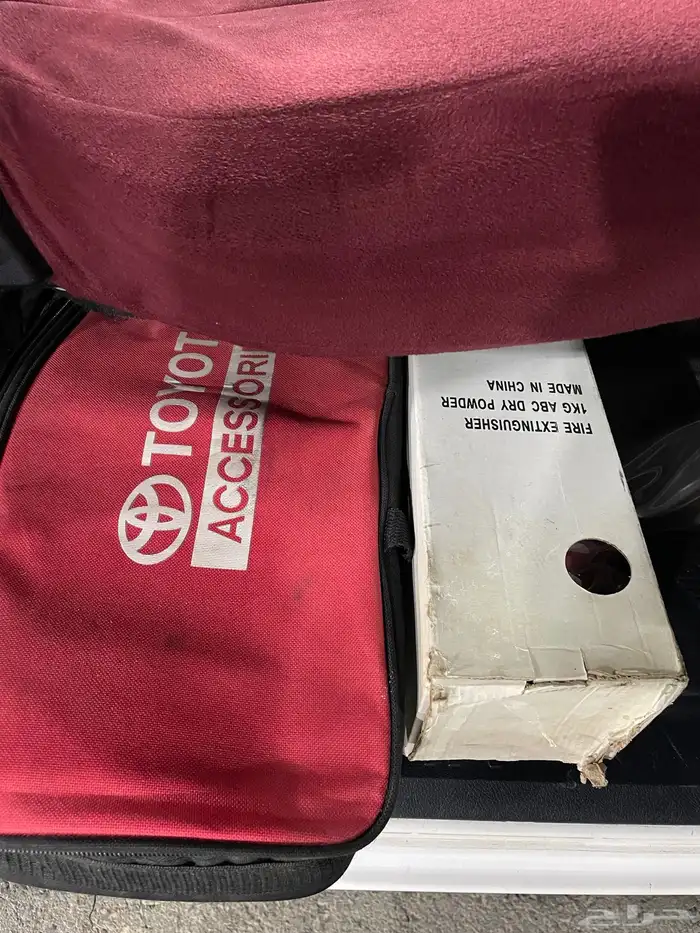 TOYOT
ACCESSORI
FIRE EXTINGUISHER
1KG ABC DRY POWDER
MADE IN CHINA
حراج